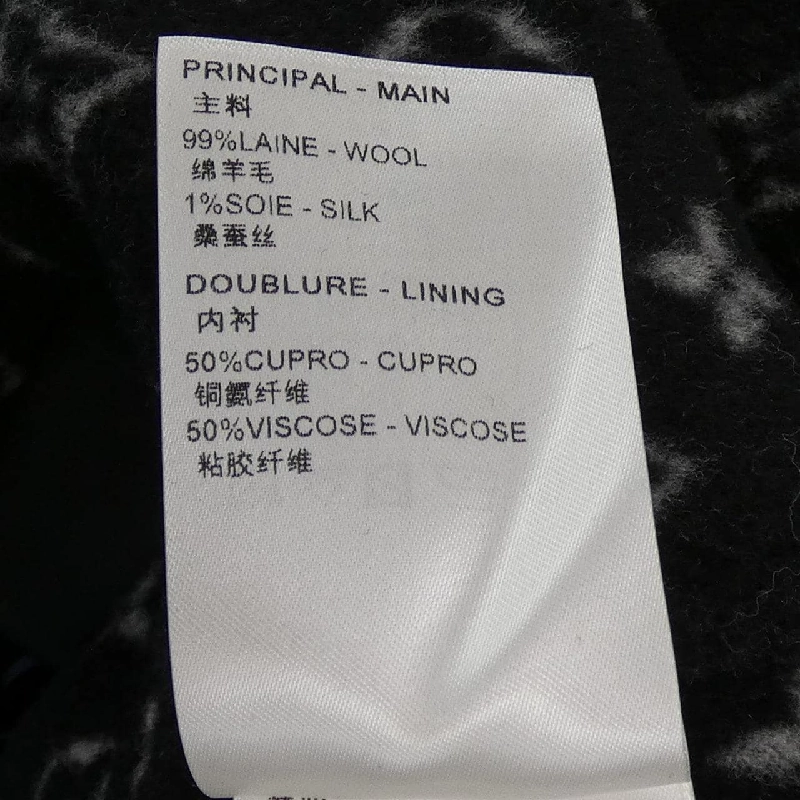 PRINCIPAL - MAIN
主料
99%LAINE - WOOL
绵羊毛
1%SOIE - SILK
桑蚕丝
DOUBLURE - LINING
内衬
50%CUPRO - CUPRO
铜氨纤维
50%VISCOSE - VISCOSE
粘胶纤维